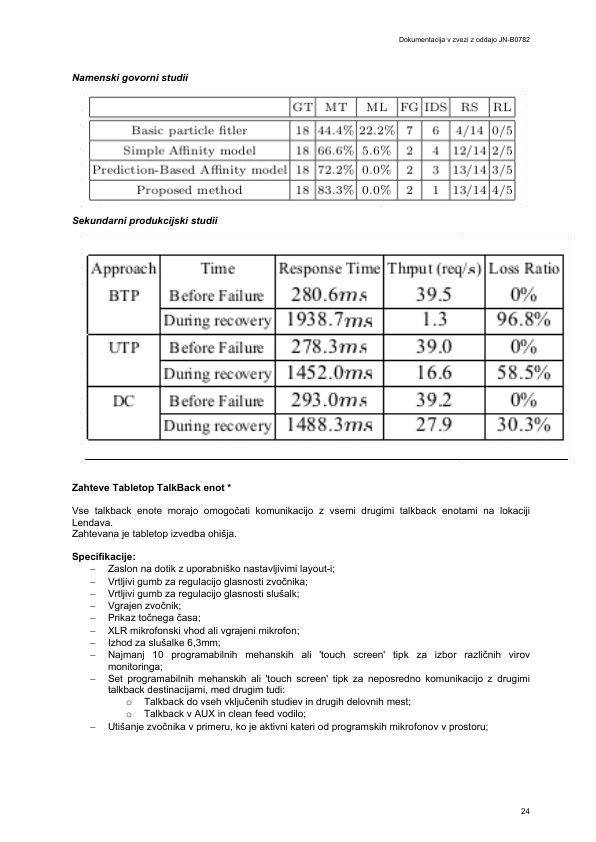 Dokumentacija v zvezi z oddajo JN-B0782
Namenski govorni studii
GT MT ML FG IDS RS RL
Basic particle fitler 18 44.4% 22.2% 7 6 4/14 0/5
Simple Affinity model 18 66.6% 5.6% 2 4 12/14 2/5
Prediction-Based Affinity model 18 72.2% 0.0% 2 3 13/14 3/5
Proposed method 18 83.3% 0.0% 2 1 13/14 4/5
Sekundarni produkcijski studii
Approach Time Response Time Thrput (req/s) Loss Ratio
BTP Before Failure 280.6ms 39.5 0%
During recovery 1938.7ms 1.3 96.8%
UTP Before Failure 278.3ms 39.0 0%
During recovery 1452.0ms 16.6 58.5%
DC Before Failure 293.0ms 39.2 0%
During recovery 1488.3ms 27.9 30.3%
Zahteve Tabletop TalkBack enot *
Vse talkback enote morajo omogočati komunikacijo z vsemi drugimi talkback enotami na lokaciji
Lendava.
Zahtevana je tabletop izvedba ohišja.
Specifikacije:
– Zaslon na dotik z uporabniško nastavljivimi layout-i;
– Vrtljivi gumb za regulacijo glasnosti zvočnika;
– Vrtljivi gumb za regulacijo glasnosti slušalk;
– Vgrajen zvočnik;
– Prikaz točnega časa;
– XLR mikrofonski vhod ali vgrajeni mikrofon;
– Izhod za slušalke 6,3mm;
– Najmanj 10 programabilnih mehanskih ali 'touch screen' tipk za izbor različnih virov
monitoringa;
– Set programabilnih mehanskih ali 'touch screen' tipk za neposredno komunikacijo z drugimi
talkback destinacijami, med drugim tudi:
o Talkback do vseh vključenih studiev in drugih delovnih mest;
o Talkback v AUX in clean feed vodilo;
– Utišanje zvočnika v primeru, ko je aktivni kateri od programskih mikrofonov v prostoru;
24